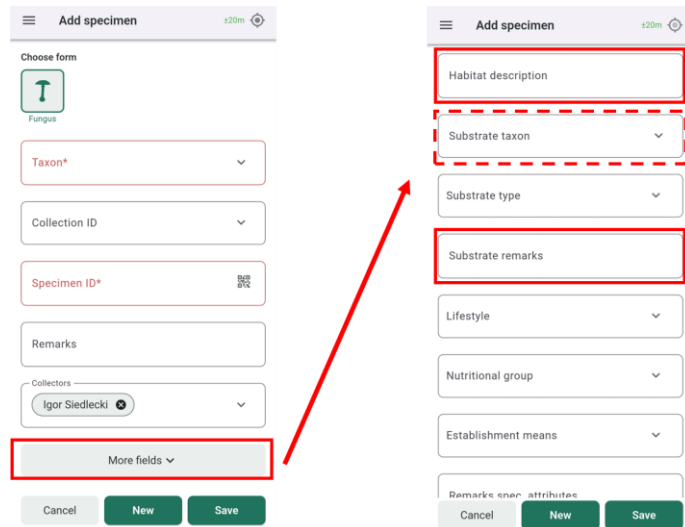 Add specimen
±20m
Choose form
Fungus
Taxon*
Collection ID
Specimen ID*
Remarks
Collectors
Igor Siedlecki
More fields
Cancel
New
Save
Add specimen
±20m
Habitat description
Substrate taxon
Substrate type
Substrate remarks
Lifestyle
Nutritional group
Establishment means
Remarks spec. attributes
Cancel
New
Save